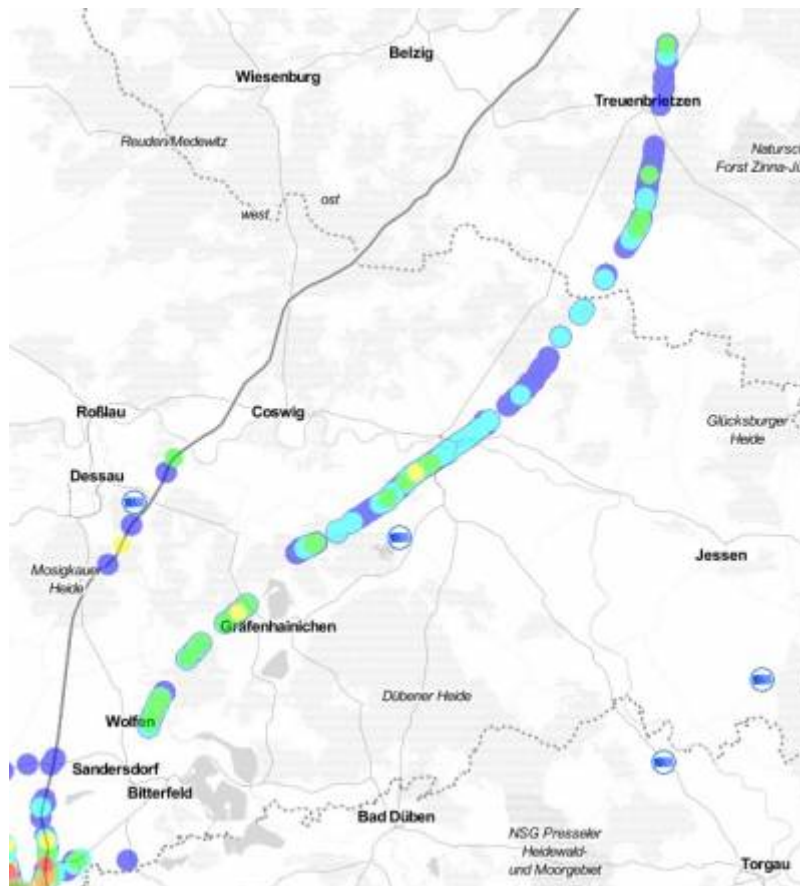 Belzig
Wiesenburg
Treuenbrietzen
Reuden/Medewitz
Natursc
Forst Zinna-Jü
ost
west
Roßlau
Coswig
Glücksburger
Heide
Dessau
Jessen
Mosigkauer
Heide
Gräfenhainichen
Dübener Heide
Wolfen
Sandersdorf
Bitterfeld
Bad Düben
NSG Presseler
Heidewald-
und Moorgebiet
Torgau